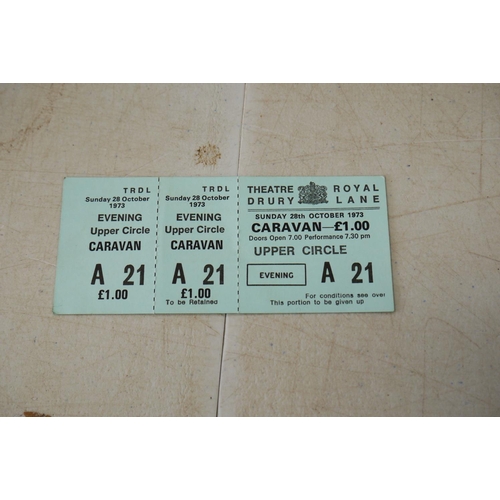 TRDL
Sunday 28 October
1973
EVENING
Upper Circle
CARAVAN
A 21
£1.00
TRDL
Sunday 28 October
1973
EVENING
Upper Circle
CARAVAN
A 21
£1.00
To be Retained
THEATRE ROYAL
DRURY LANE
SUNDAY 28th OCTOBER 1973
CARAVAN—£1.00
Doors Open 7.00 Performance 7.30 pm
UPPER CIRCLE
EVENING A 21
For conditions see over
This portion to be given up